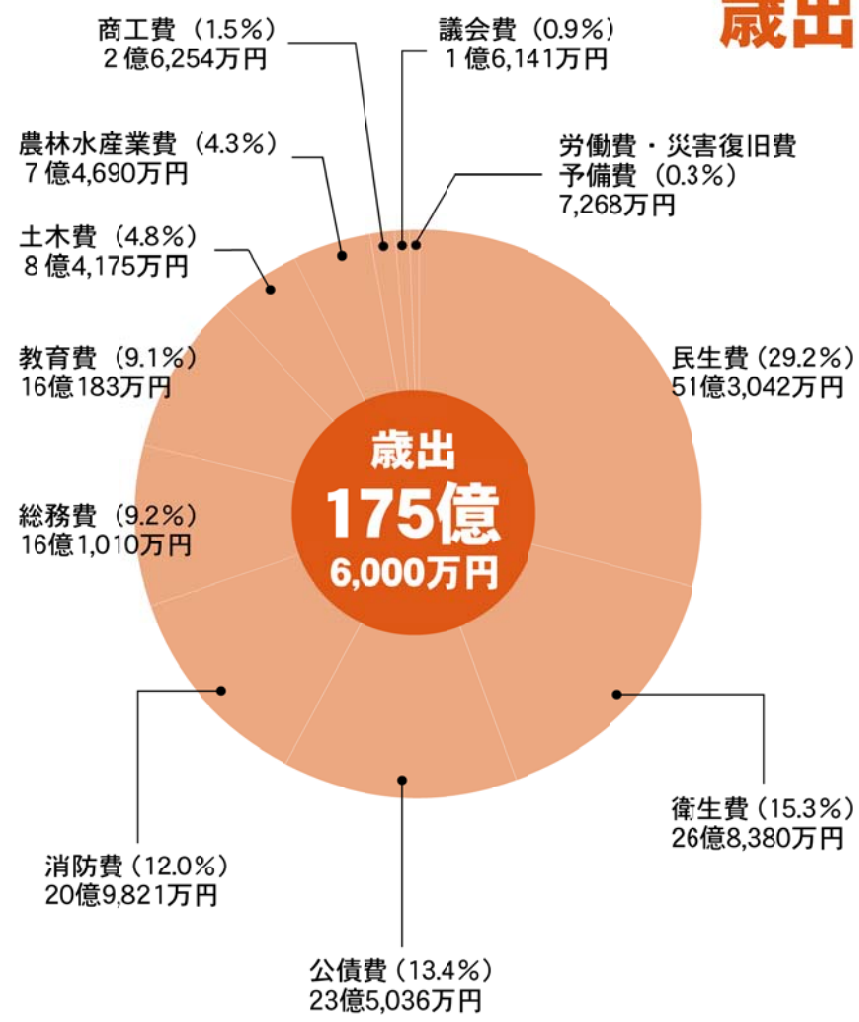 歳出
商工費（1.5%）
2億6,254万円
議会費（0.9%）
1億6,141万円
農林水産業費（4.3%）
7億4,690万円
労働費・災害復旧費
予備費（0.3%）
7,268万円
土木費（4.8%）
8億4,175万円
教育費（9.1%）
16億183万円
民生費（29.2%）
51億3,042万円
歳出
175億
6,000万円
総務費（9.2%）
16億1,010万円
衛生費（15.3%）
26億8,380万円
消防費（12.0%）
20億9,821万円
公債費（13.4%）
23億5,036万円